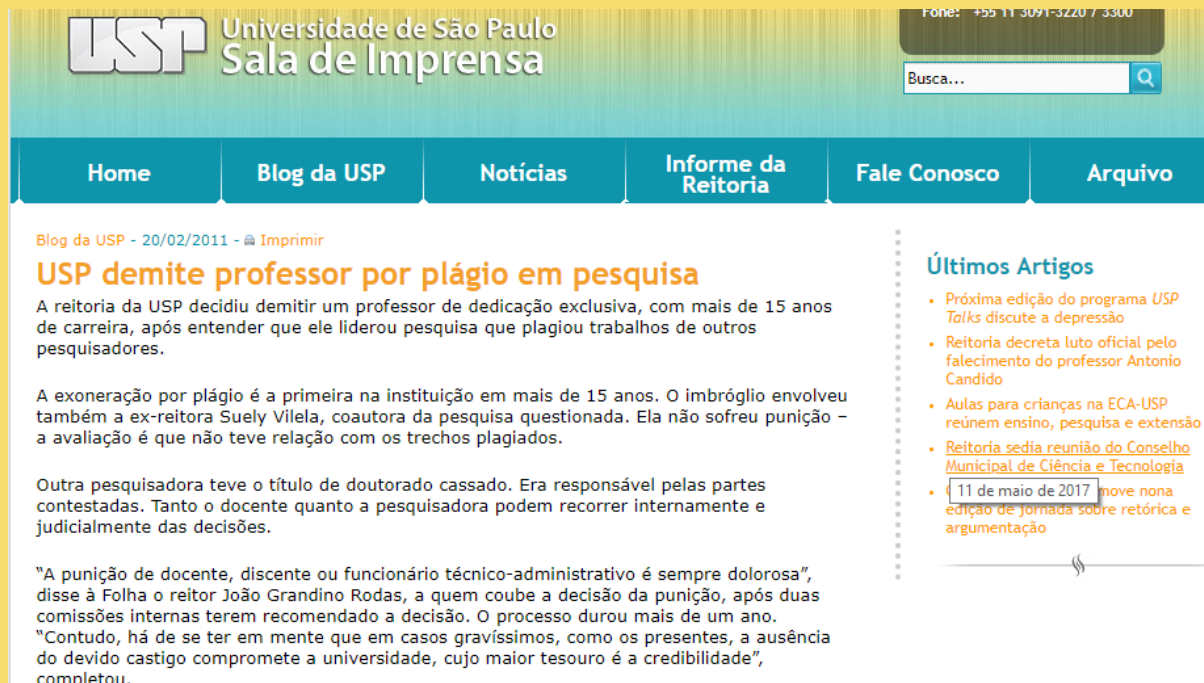 Fone: +55 11 3091-3220 / 3300
USP Universidade de São Paulo
Sala de Imprensa
Busca...
Home
Blog da USP
Notícias
Informe da
Reitoria
Fale Conosco
Arquivo
Blog da USP - 20/02/2011 - Imprimir
USP demite professor por plágio em pesquisa
A reitoria da USP decidiu demitir um professor de dedicação exclusiva, com mais de 15 anos
de carreira, após entender que ele liderou pesquisa que plagiou trabalhos de outros
pesquisadores.
A exoneração por plágio é a primeira na instituição em mais de 15 anos. O imbróglio envolveu
também a ex-reitora Suely Vilela, coautora da pesquisa questionada. Ela não sofreu punição –
a avaliação é que não teve relação com os trechos plagiados.
Outra pesquisadora teve o título de doutorado cassado. Era responsável pelas partes
contestadas. Tanto o docente quanto a pesquisadora podem recorrer internamente e
judicialmente das decisões.
“A punição de docente, discente ou funcionário técnico-administrativo é sempre dolorosa”,
disse à Folha o reitor João Grandino Rodas, a quem coube a decisão da punição, após duas
comissões internas terem recomendado a decisão. O processo durou mais de um ano.
“Contudo, há de se ter em mente que em casos gravíssimos, como os presentes, a ausência
do devido castigo compromete a universidade, cujo maior tesouro é a credibilidade”,
completou.
Últimos Artigos
Próxima edição do programa USP
Talks discute a depressão
Reitoria decreta luto oficial pelo
falecimento do professor Antonio
Candido
Aulas para crianças na ECA-USP
reúnem ensino, pesquisa e extensão
Reitoria sedia reunião do Conselho
Municipal de Ciência e Tecnologia
11 de maio de 2017
nona
edição de jornada sobre retórica e
argumentação